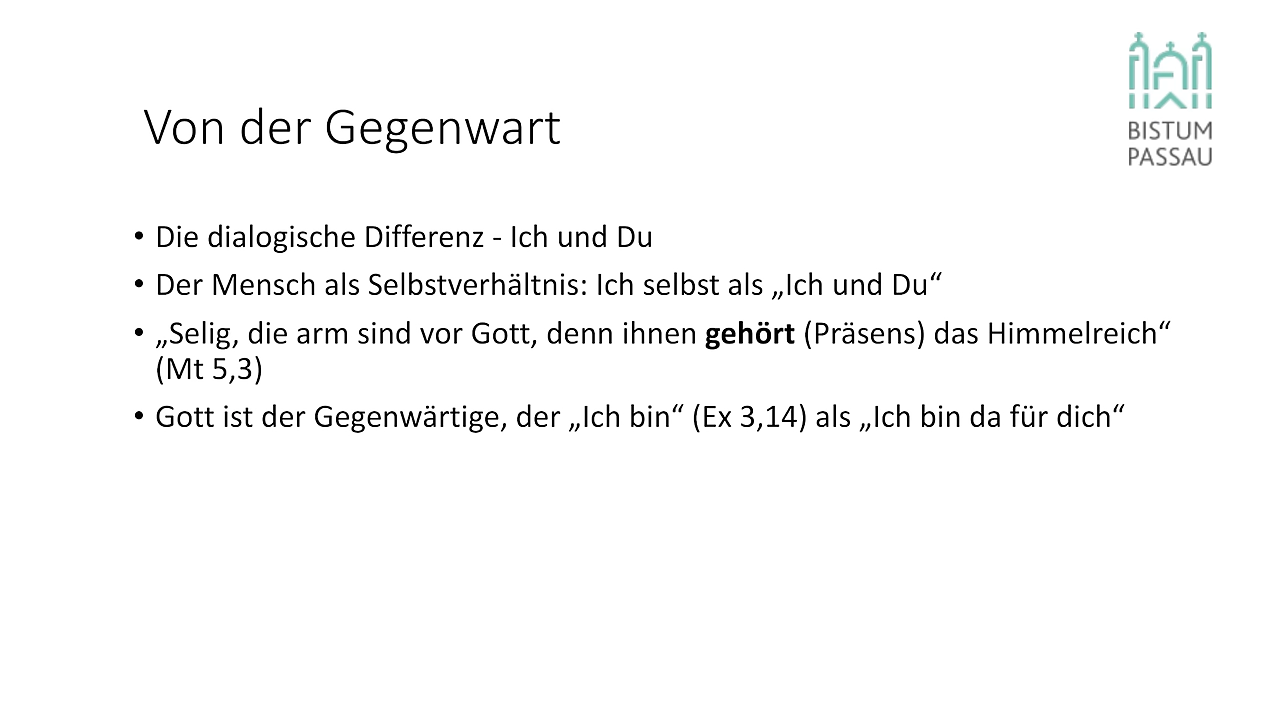 BISTUM
PASSAU
Von der Gegenwart
• Die dialogische Differenz - Ich und Du
• Der Mensch als Selbstverhältnis: Ich selbst als „Ich und Du“
• „Selig, die arm sind vor Gott, denn ihnen gehört (Präsens) das Himmelreich“
(Mt 5,3)
• Gott ist der Gegenwärtige, der „Ich bin“ (Ex 3,14) als „Ich bin da für dich“